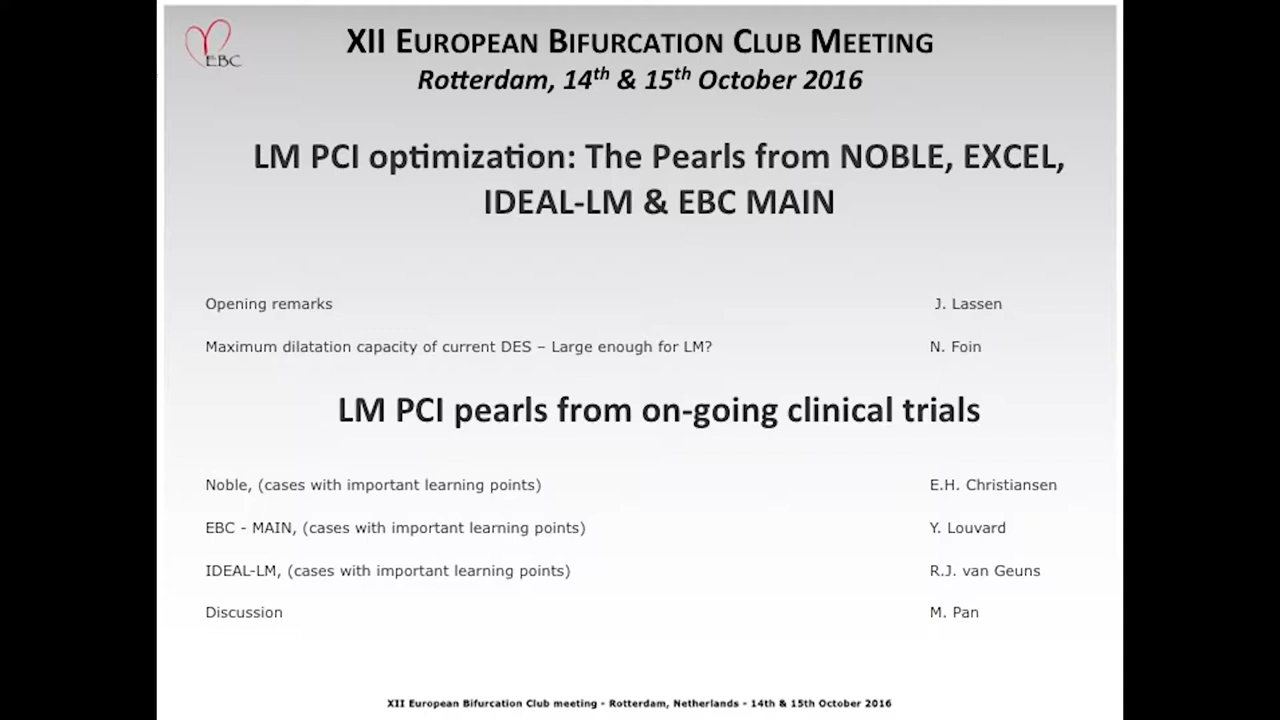 EBC
XII EUROPEAN BIFURCATION CLUB MEETING
Rotterdam, 14th & 15th October 2016
LM PCI optimization: The Pearls from NOBLE, EXCEL,
IDEAL-LM & EBC MAIN
Opening remarks J. Lassen
Maximum dilatation capacity of current DES – Large enough for LM? N. Foin
LM PCI pearls from on-going clinical trials
Noble, (cases with important learning points) E.H. Christiansen
EBC - MAIN, (cases with important learning points) Y. Louvard
IDEAL-LM, (cases with important learning points) R.J. van Geuns
Discussion M. Pan
XII European Bifurcation Club meeting - Rotterdam, Netherlands - 14th & 15th October 2016